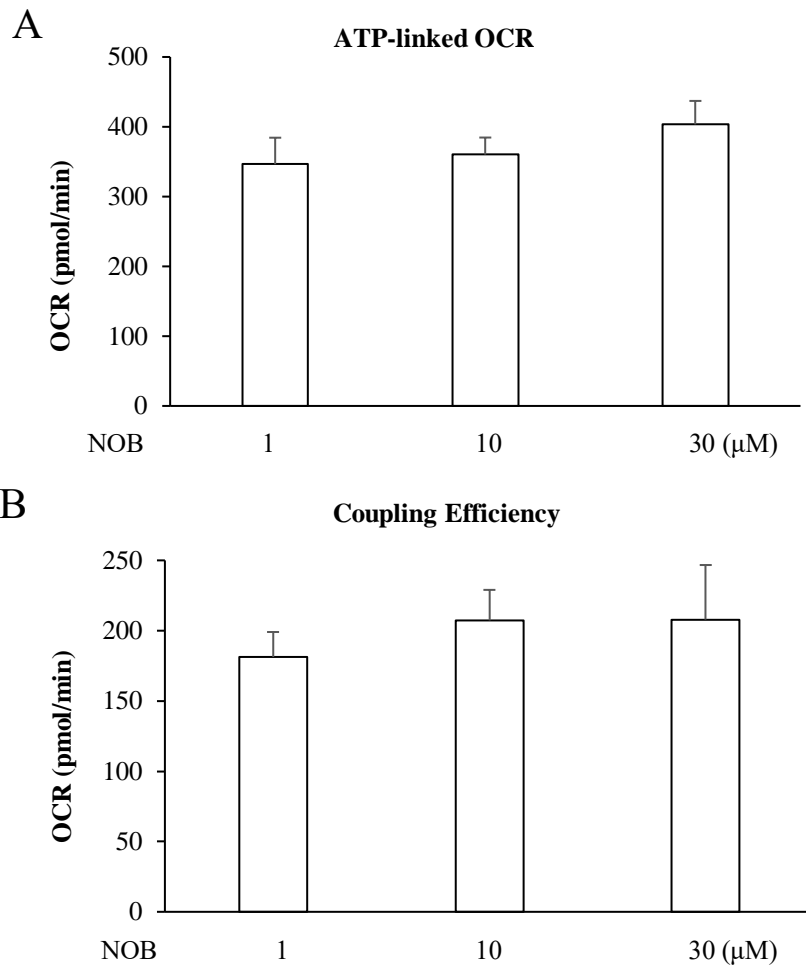 A
ATP-linked OCR
500
400
300
200
100
0
OCR (pmol/min)
NOB 1 10 30 (μM)
B
Coupling Efficiency
250
200
150
100
50
0
OCR (pmol/min)
NOB 1 10 30 (μM)